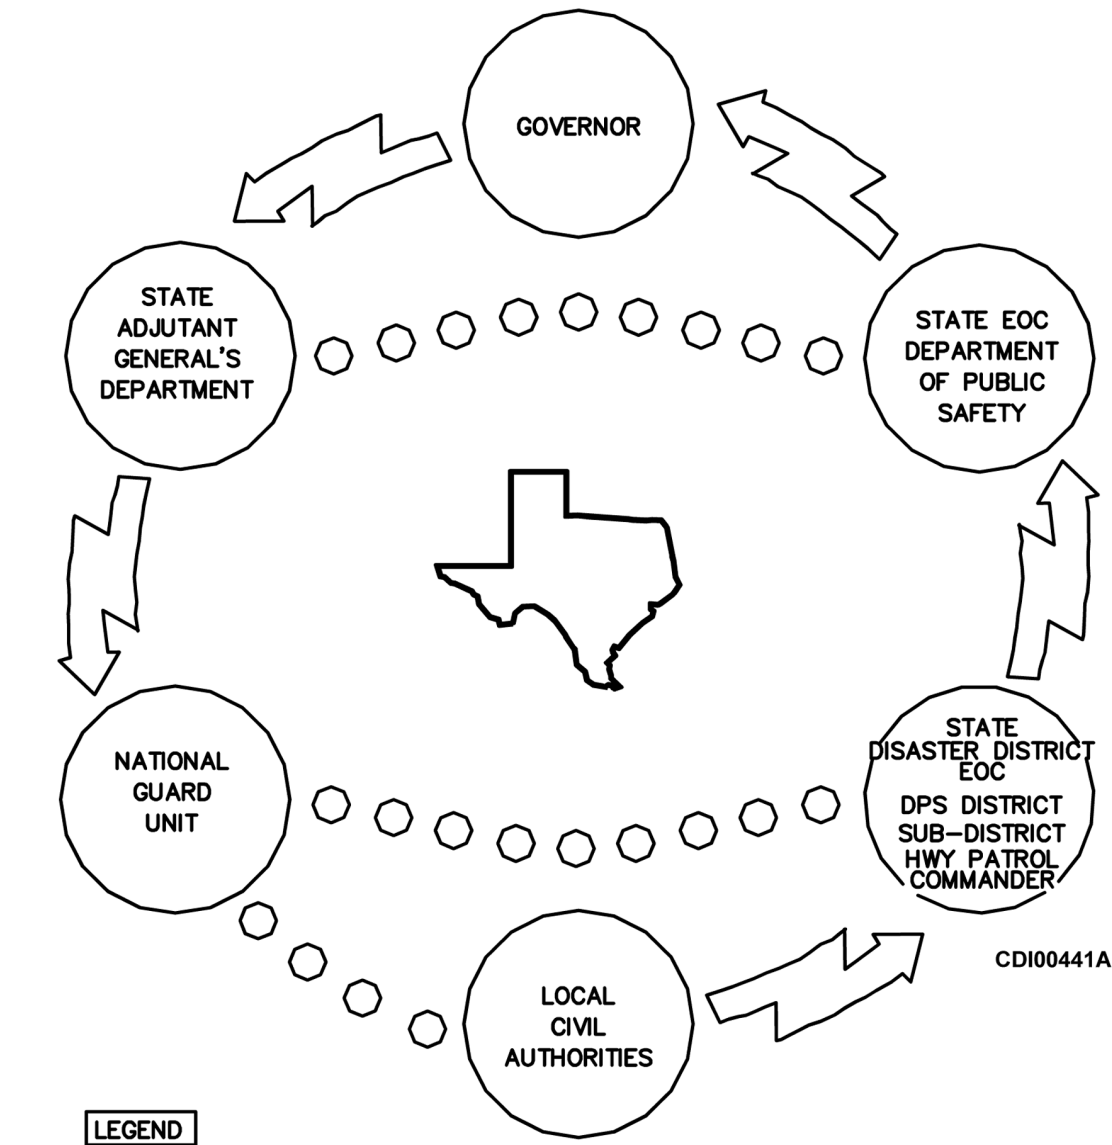 GOVERNOR
STATE
ADJUTANT
GENERAL'S
DEPARTMENT
STATE EOC
DEPARTMENT
OF PUBLIC
SAFETY
NATIONAL
GUARD
UNIT
STATE
DISASTER DISTRICT
EOC
DPS DISTRICT
SUB-DISTRICT
HWY PATROL
COMMANDER
CDI00441A
LOCAL
CIVIL
AUTHORITIES
LEGEND